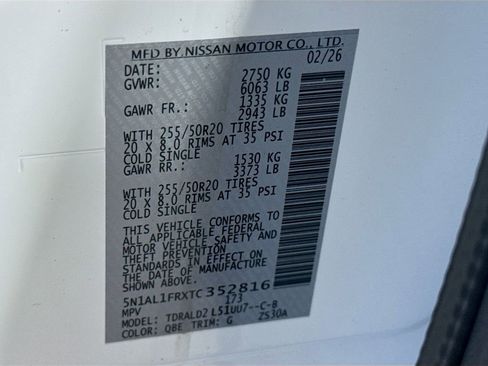 MFD BY NISSAN MOTOR CO., LTD.
DATE: 02/26
GVWR: 2750 KG
6063 LB
GAWR FR.: 1335 KG
2943 LB
WITH 255/50R20 TIRES
20 X 8.0 RIMS AT 35 PSI
COLD SINGLE
GAWR RR.: 1530 KG
3373 LB
WITH 255/50R20 TIRES
20 X 8.0 RIMS AT 35 PSI
COLD SINGLE
THIS VEHICLE CONFORMS TO
ALL APPLICABLE FEDERAL
MOTOR VEHICLE SAFETY AND
THEFT PREVENTION
STANDARDS IN EFFECT ON
THE DATE OF MANUFACTURE
5N1AL1FRXTC352816
MPV 173
MODEL: TDRALD2 L51UU7--C-B
COLOR: QBE TRIM: G ZS30A